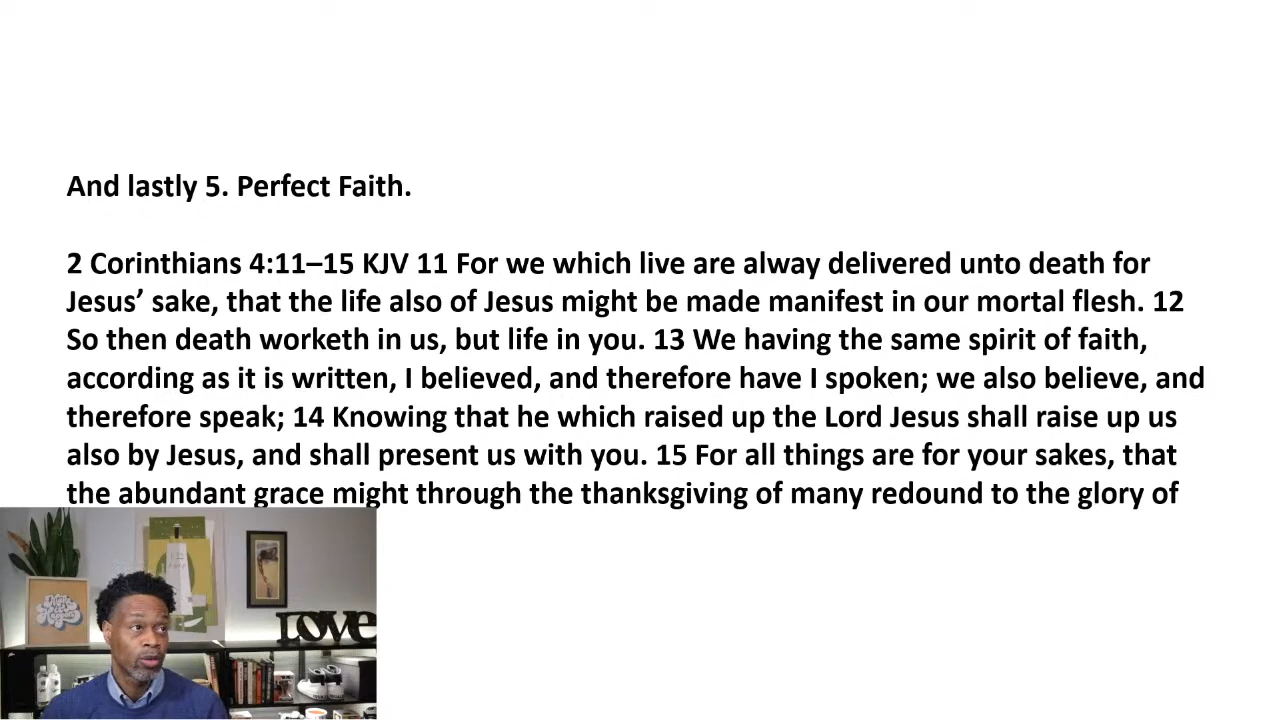 And lastly 5. Perfect Faith.
2 Corinthians 4:11–15 KJV 11 For we which live are alway delivered unto death for
Jesus’ sake, that the life also of Jesus might be made manifest in our mortal flesh. 12
So then death worketh in us, but life in you. 13 We having the same spirit of faith,
according as it is written, I believed, and therefore have I spoken; we also believe, and
therefore speak; 14 Knowing that he which raised up the Lord Jesus shall raise up us
also by Jesus, and shall present us with you. 15 For all things are for your sakes, that
the abundant grace might through the thanksgiving of many redound to the glory of
Make
it
Happen
love